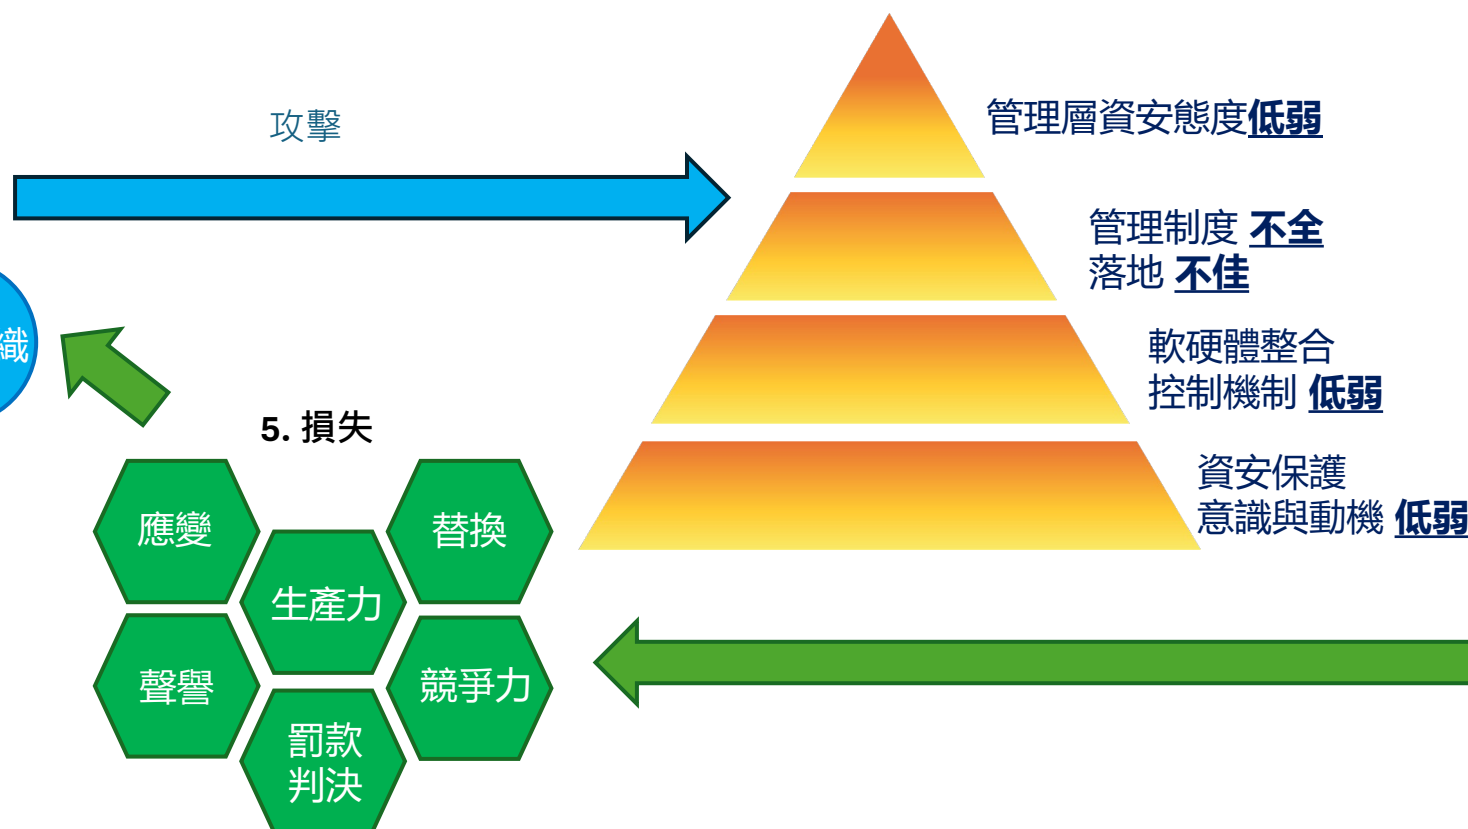 攻擊
管理層資安態度低弱
管理制度 不全
落地 不佳
軟硬體整合
控制機制 低弱
資安保護
意識與動機 低弱
織
5. 損失
應變
替換
生產力
聲譽
競爭力
罰款
判決